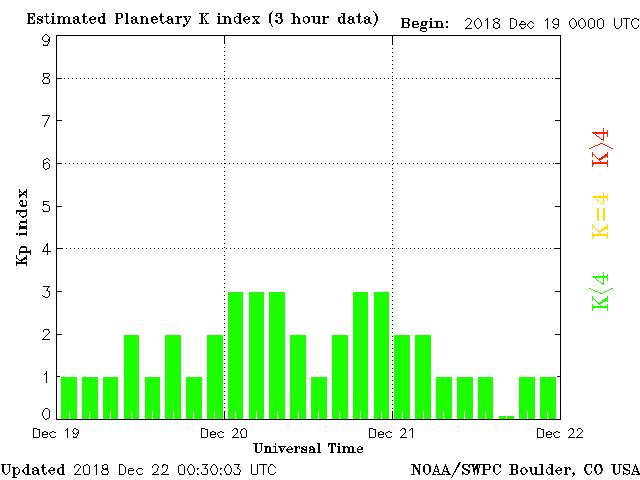 Estimated Planetary K index (3 hour data) Begin: 2018 Dec 19 0000 UTC
9
8
7
6
5
4
3
2
1
0
Kp index
K>4
K=4
K<4
Dec 19 Dec 20 Dec 21 Dec 22
Universal Time
Updated 2018 Dec 22 00:30:03 UTC NOAA/SWPC Boulder, CO USA